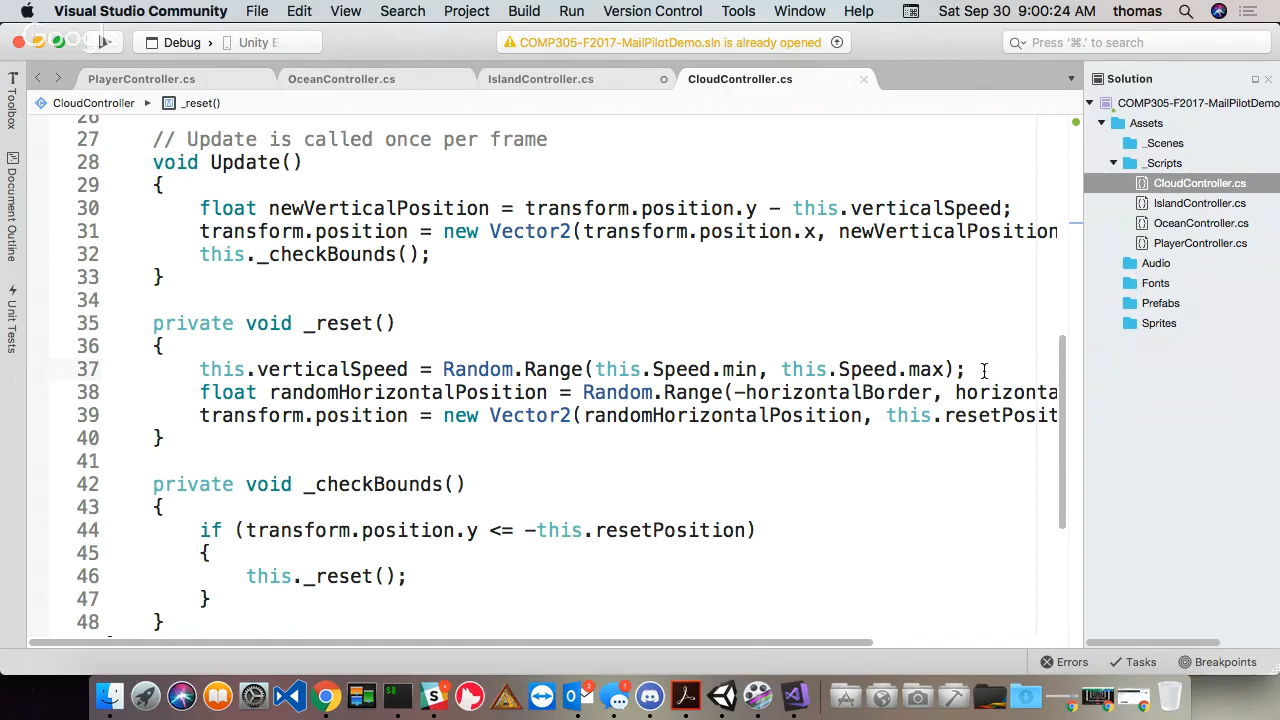 Visual Studio Community File Edit View Search Project Build Run Version Control Tools Window Help Sat Sep 30 9:00:24 AM thomas
Google
Debug › Unity E
COMP305-F2017-MailPilotDemo.sln is already opened
Press '⌘.' to search
PlayerController.cs OceanController.cs IslandController.cs CloudController.cs
CloudController _reset()
26
27 // Update is called once per frame
28 void Update()
29 {
30 float newVerticalPosition = transform.position.y - this.verticalSpeed;
31 transform.position = new Vector2(transform.position.x, newVerticalPosition
32 this._checkBounds();
33 }
34
35 private void _reset()
36 {
37 this.verticalSpeed = Random.Range(this.Speed.min, this.Speed.max);
38 float randomHorizontalPosition = Random.Range(-horizontalBorder, horizonta
39 transform.position = new Vector2(randomHorizontalPosition, this.resetPosit
40 }
41
42 private void _checkBounds()
43 {
44 if (transform.position.y <= -this.resetPosition)
45 {
46 this._reset();
47 }
48 }
Toolbox
Document Outline
Unit Tests
Solution
COMP305-F2017-MailPilotDemo
Assets
_Scenes
_Scripts
CloudController.cs
IslandController.cs
OceanController.cs
PlayerController.cs
Audio
Fonts
Prefabs
Sprites
Errors Tasks Breakpoints